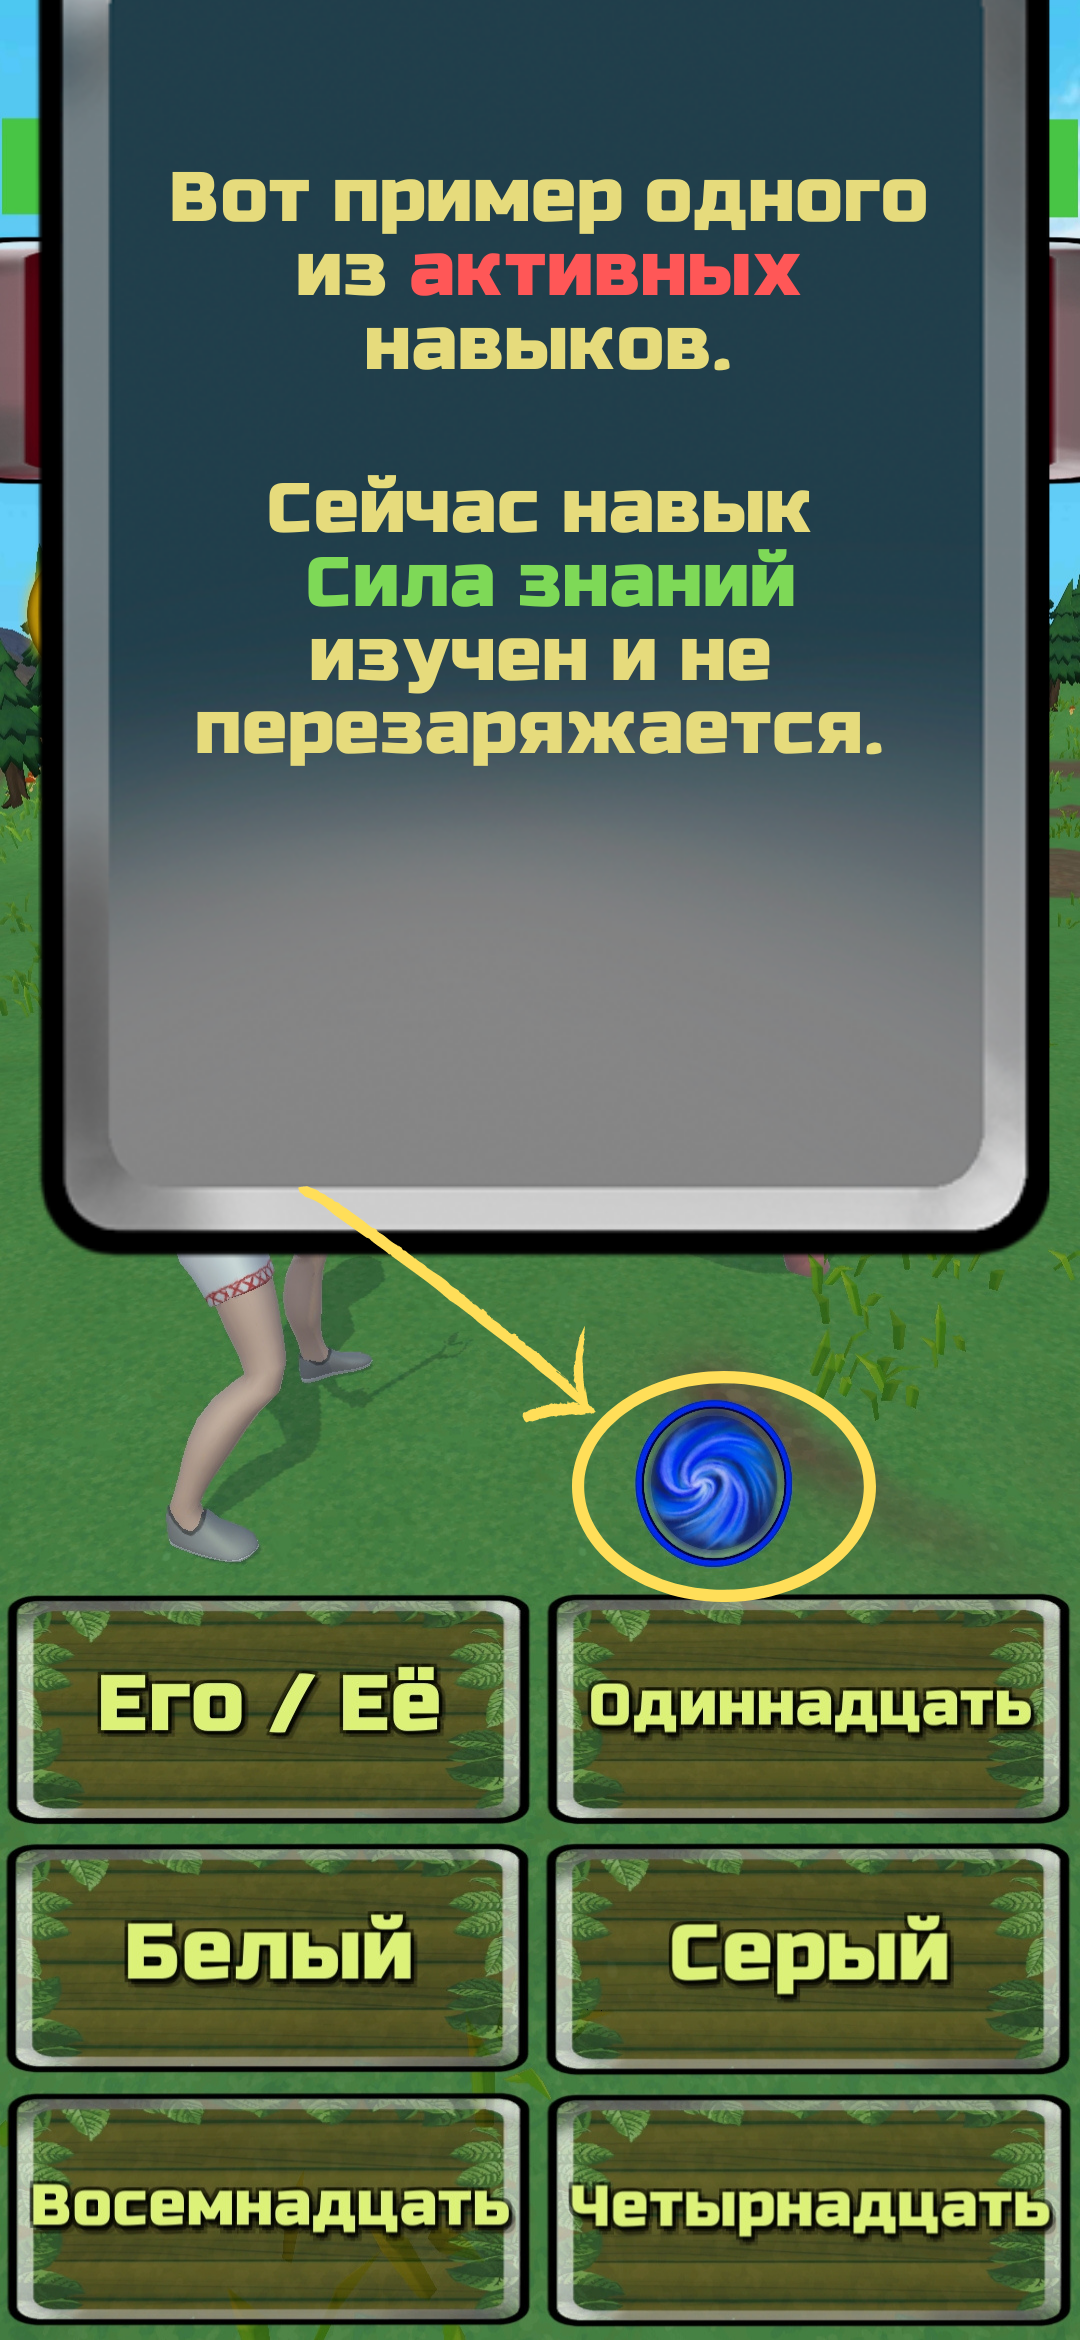 Вот пример одного
из активных
навыков.
Сейчас навык
Сила знаний
изучен и не
перезаряжается.
Его / Её
Одиннадцать
Белый
Серый
Восемнадцать
Четырнадцать